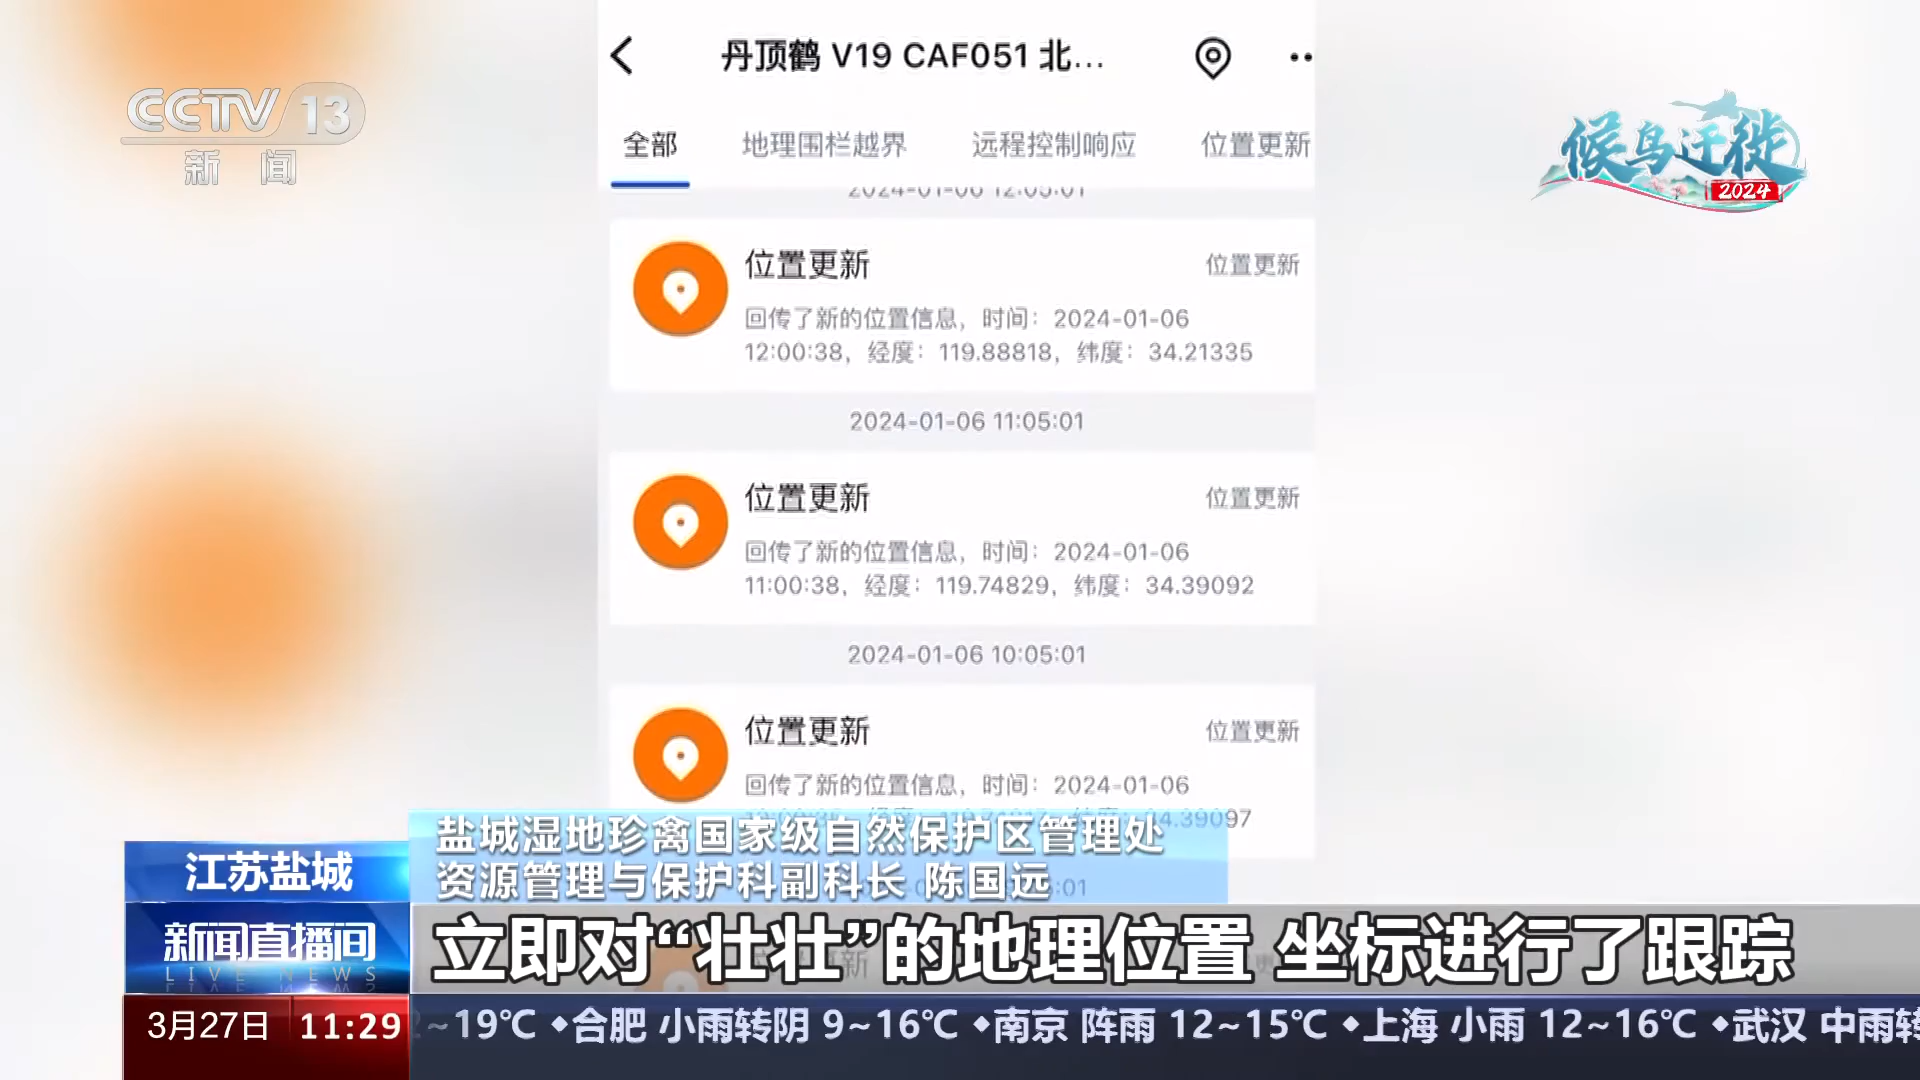 丹顶鹤 V19 CAF051 北...
CCTV 13
新闻
候鸟迁徙
2024
全部 地理围栏越界 远程控制响应 位置更新
2024-01-06 12:05:01
位置更新 位置更新
回传了新的位置信息，时间：2024-01-06
12:00:38，经度：119.88818，纬度：34.21335
2024-01-06 11:05:01
位置更新 位置更新
回传了新的位置信息，时间：2024-01-06
11:00:38，经度：119.74829，纬度：34.39092
2024-01-06 10:05:01
位置更新 位置更新
回传了新的位置信息，时间：2024-01-06
盐城湿地珍禽国家级自然保护区管理处
资源管理与保护科副科长 陈国远
江苏盐城
新闻直播间
LIVE NEWS
立即对“壮壮”的地理位置 坐标进行了跟踪
3月27日 11:29
~19℃ ◆合肥 小雨转阴 9~16℃ ◆南京 阵雨 12~15℃ ◆上海 小雨 12~16℃ ◆武汉 中雨转